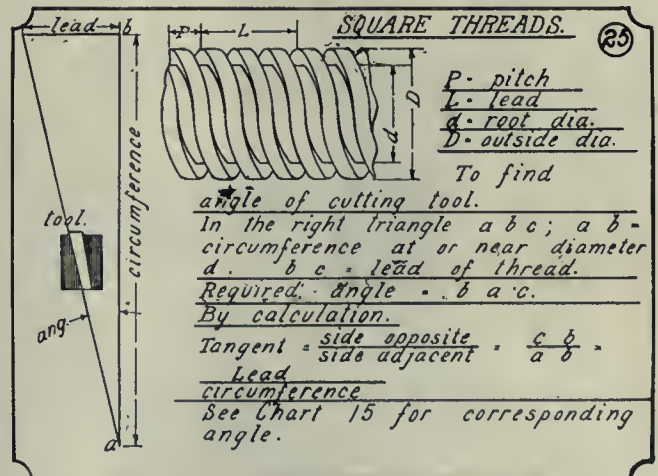 SQUARE THREADS.
25
lead b
P L
D
d
P - pitch
L - lead
d - root dia.
D - outside dia.
To find
angle of cutting tool.
In the right triangle a b c; a b =
circumference at or near diameter
d. b c = lead of thread.
Required - angle - b a c.
By calculation.
Tangent = side opposite / side adjacent = c b / a b =
Lead
circumference
See Chart 15 for corresponding
angle.
circumference
tool.
ang.
a